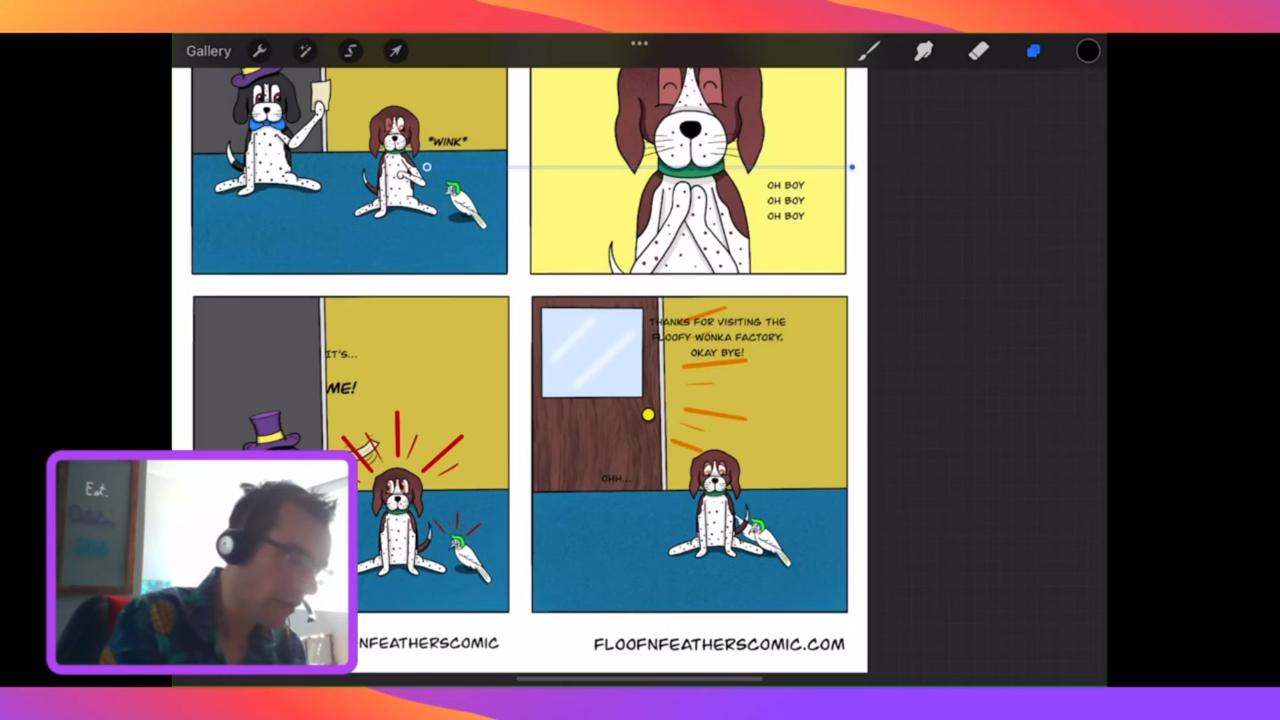 Gallery
*WINK*
OH BOY
OH BOY
OH BOY
IT'S...
ME!
THANKS FOR VISITING THE
FLOOFY WONKA FACTORY,
OKAY BYE!
OHH...
Est.
NFEATHERSCOMIC
FLOOFNFEATHERSCOMIC.COM